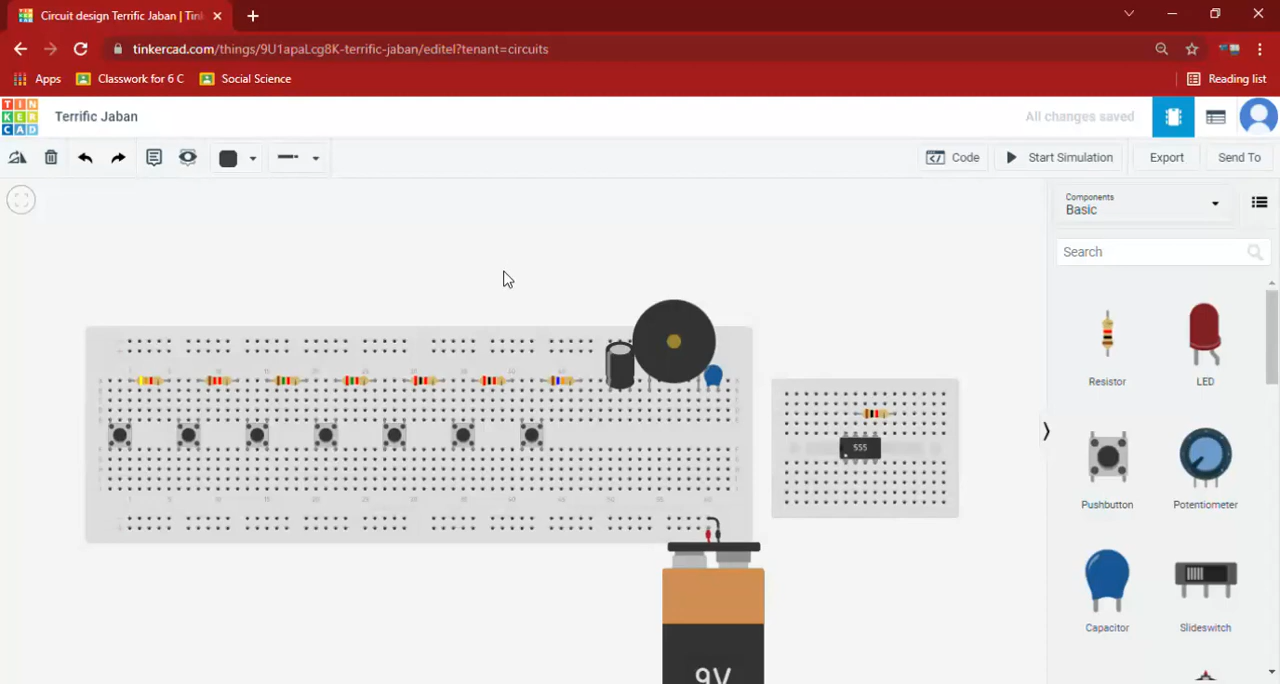 Circuit design Terrific Jaban | Tink
tinkercad.com/things/9U1apaLcg8K-terrific-jaban/editel?tenant=circuits
Apps Classwork for 6 C Social Science Reading list
TIN
KER
CAD
Terrific Jaban
All changes saved
Code Start Simulation Export Send To
Components
Basic
Search
Resistor LED
Pushbutton Potentiometer
Capacitor Slideswitch
555
9V